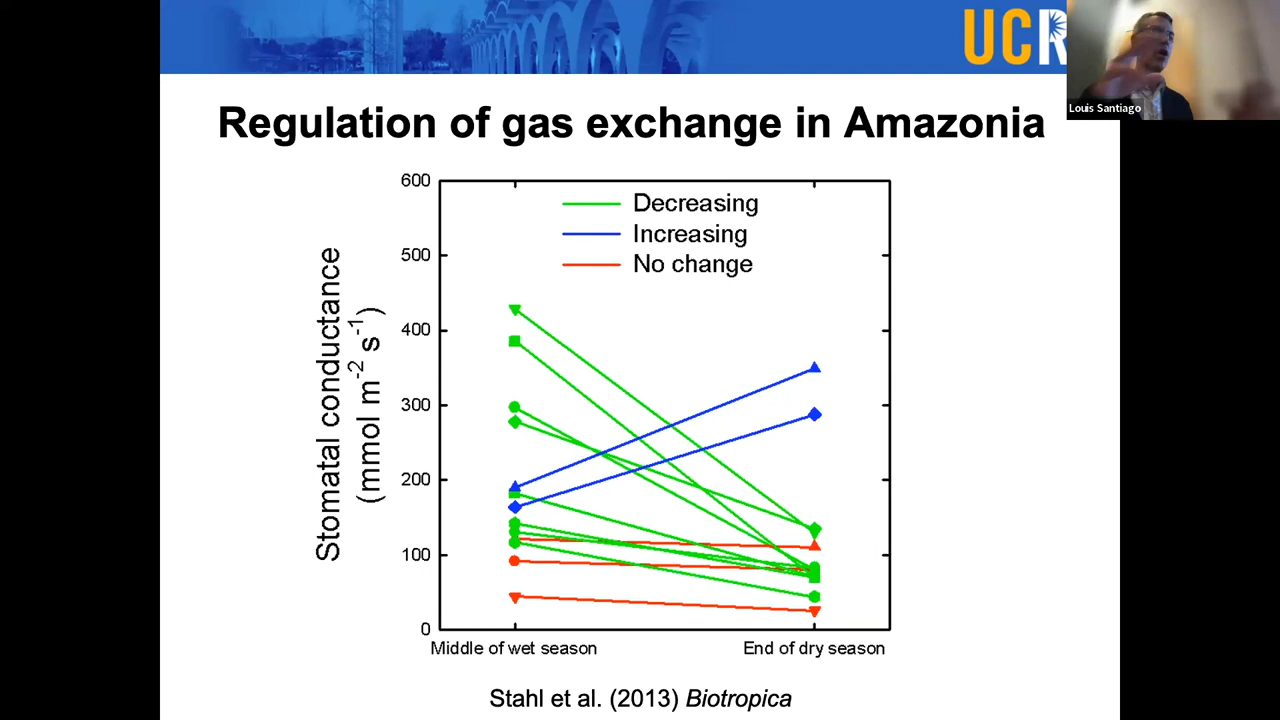 UCR
Louis Santiago
Regulation of gas exchange in Amazonia
Stomatal conductance
(mmol m⁻² s⁻¹)
600
500
400
300
200
100
0
Decreasing
Increasing
No change
Middle of wet season
End of dry season
Stahl et al. (2013) Biotropica